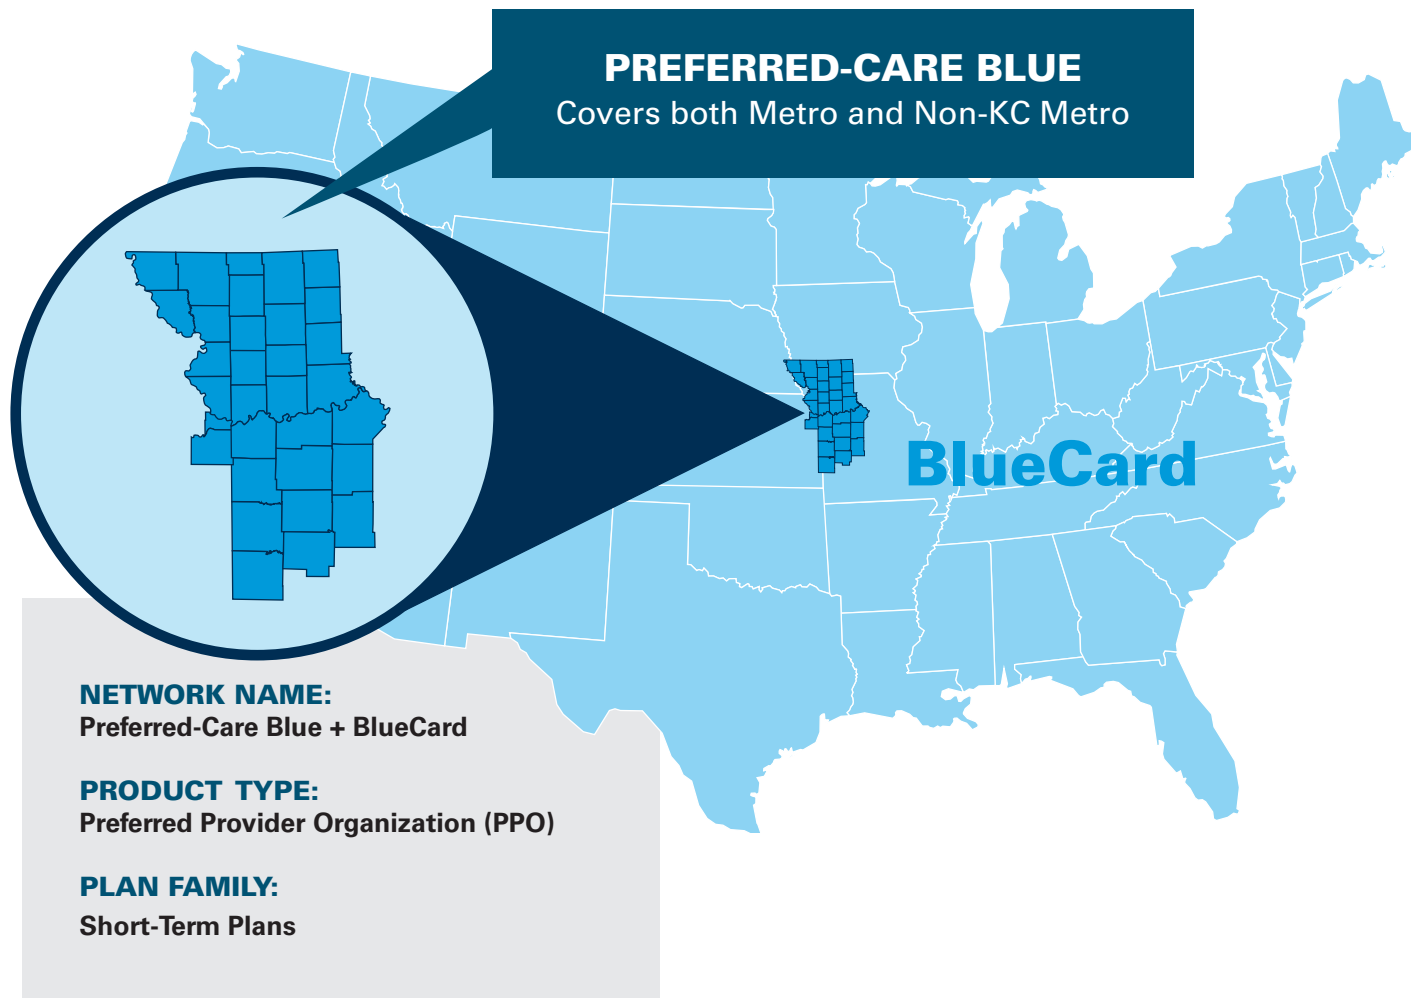 PREFERRED-CARE BLUE
Covers both Metro and Non-KC Metro
BlueCard
NETWORK NAME:
Preferred-Care Blue + BlueCard
PRODUCT TYPE:
Preferred Provider Organization (PPO)
PLAN FAMILY:
Short-Term Plans